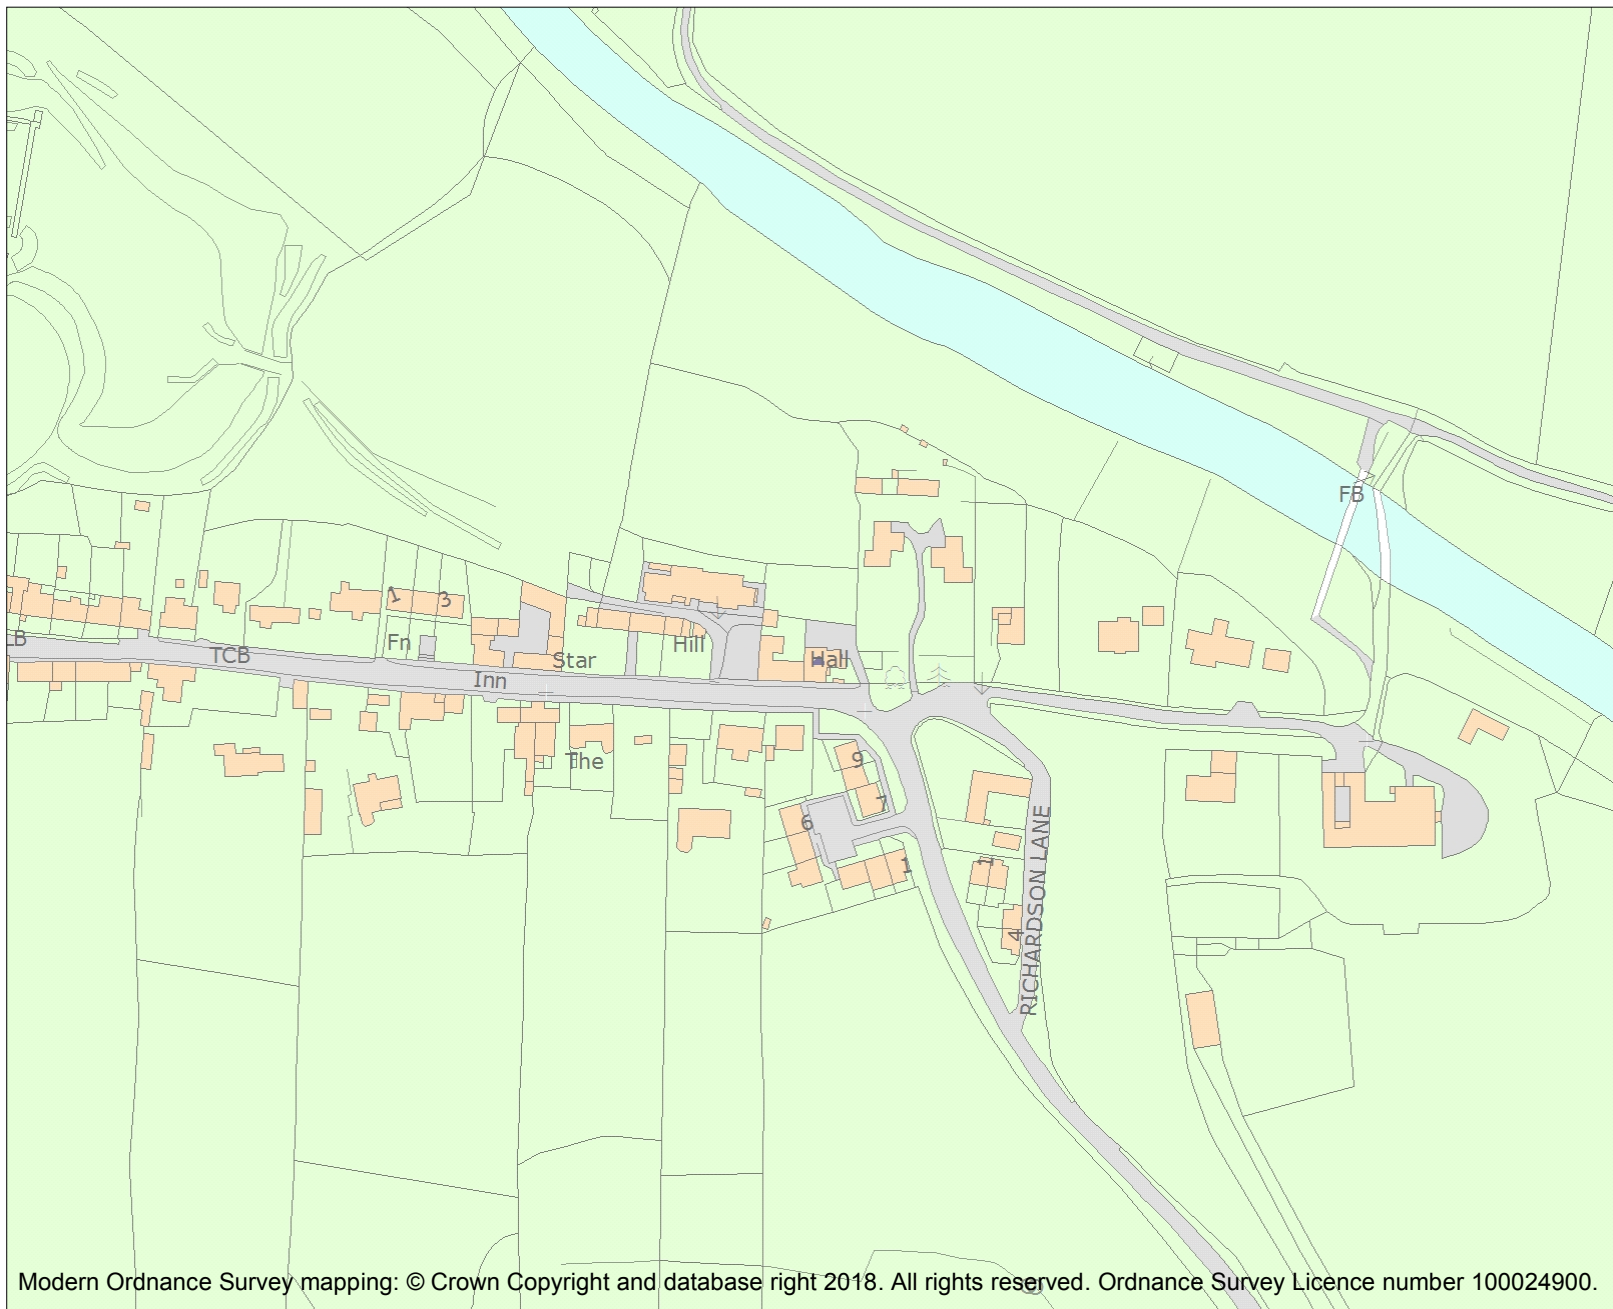 FB
1
3
LB
Fn
TCB
Star
Hill
Hall
Inn
The
9
7
6
1
1
4
RICHARDSON LANE
Modern Ordnance Survey mapping: © Crown Copyright and database right 2018. All rights reserved. Ordnance Survey Licence number 100024900.